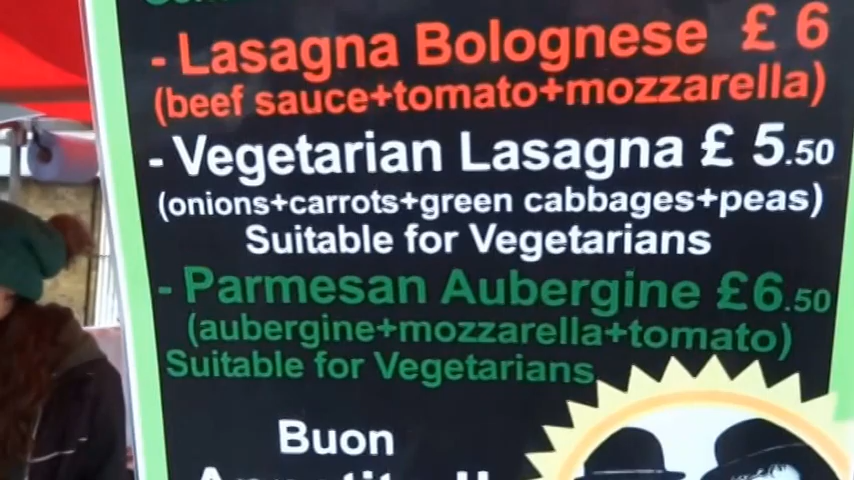 - Lasagna Bolognese £ 6
(beef sauce+tomato+mozzarella)
- Vegetarian Lasagna £ 5.50
(onions+carrots+green cabbages+peas)
Suitable for Vegetarians
- Parmesan Aubergine £6.50
(aubergine+mozzarella+tomato)
Suitable for Vegetarians
Buon